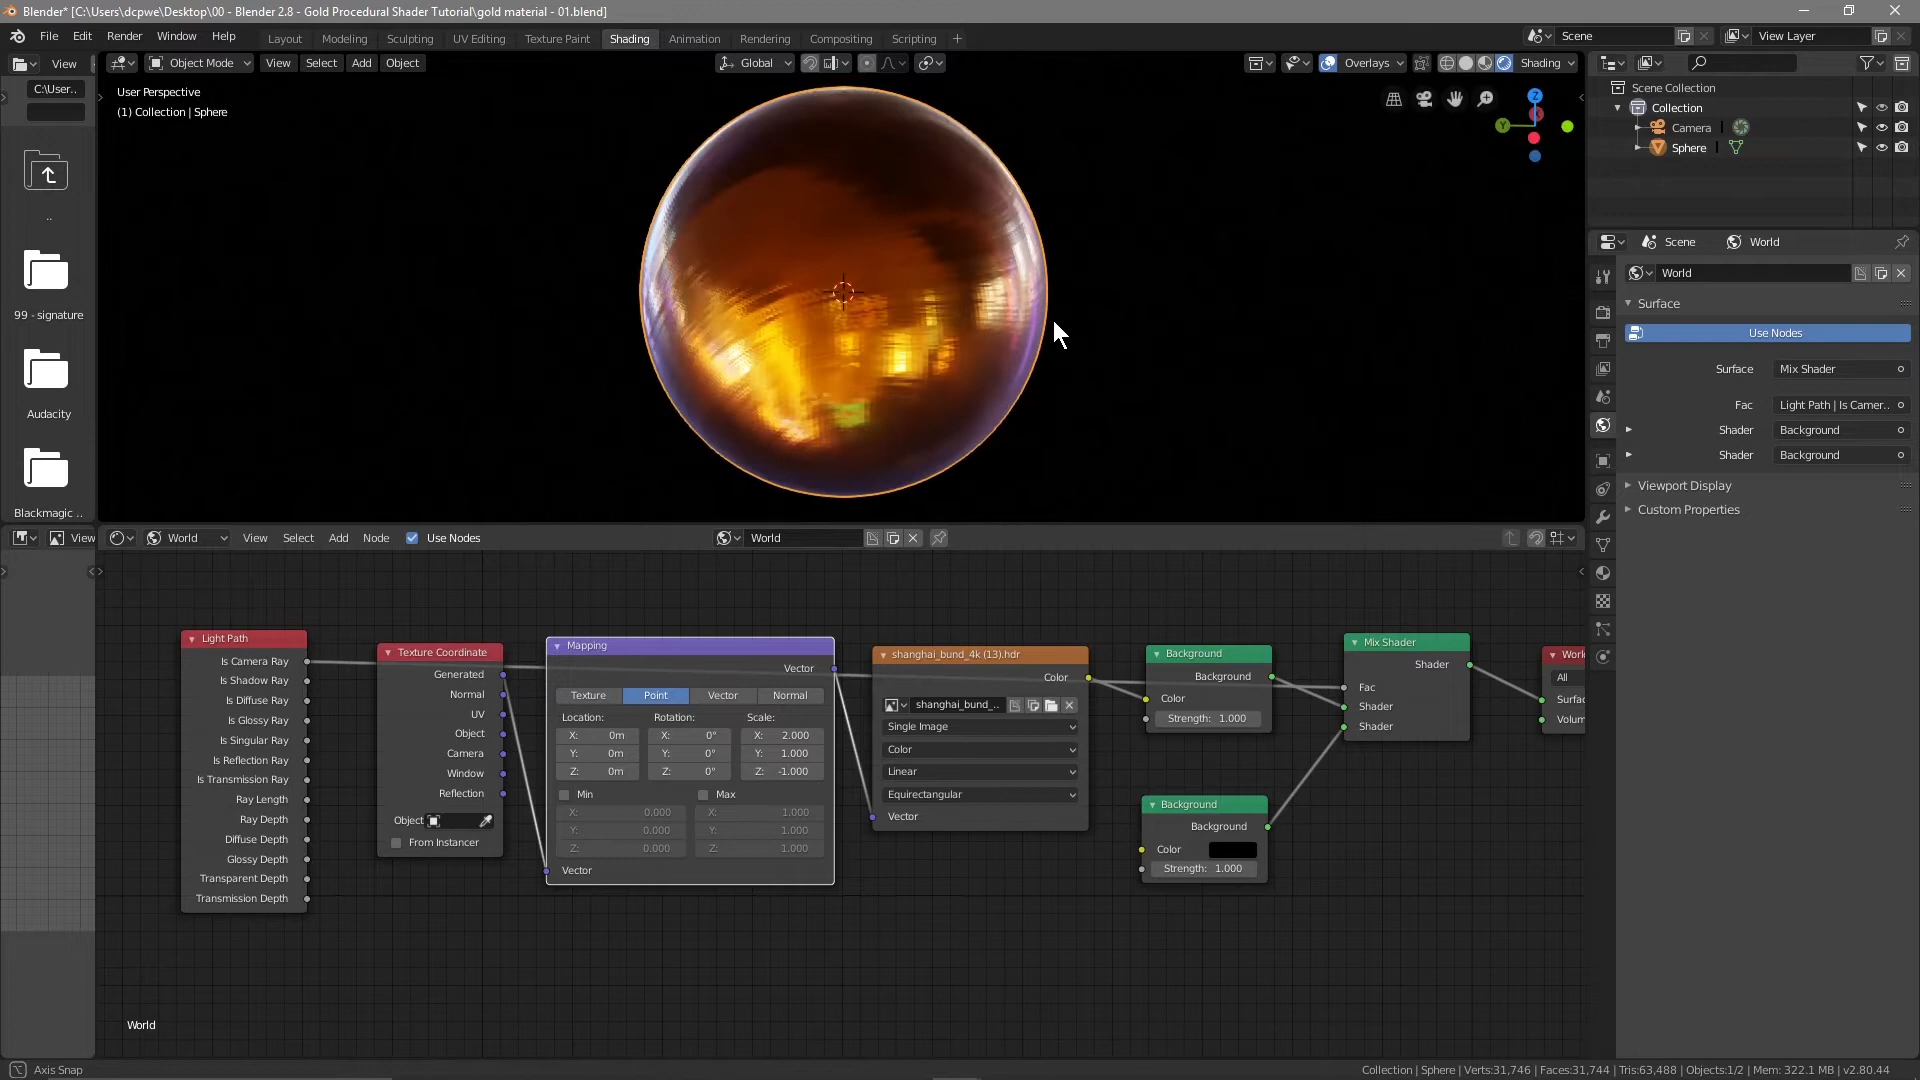 Blender* [C:\Users\dcpwe\Desktop\00 - Blender 2.8 - Gold Procedural Shader Tutorial\gold material - 01.blend]
File Edit Render Window Help
Layout Modeling Sculpting UV Editing Texture Paint Shading Animation Rendering Compositing Scripting +
Scene
View Layer
View
Object Mode View Select Add Object
Global
Overlays
Shading
C:\User..
..
99 - signature
Audacity
Blackmagic ..
User Perspective
(1) Collection | Sphere
Z
Y
Scene Collection
Collection
Camera
Sphere
Scene World
World
Surface
Use Nodes
Surface Mix Shader
Fac Light Path | Is Camer..
Shader Background
Shader Background
Viewport Display
Custom Properties
View
World View Select Add Node Use Nodes
World
Light Path
Is Camera Ray
Is Shadow Ray
Is Diffuse Ray
Is Glossy Ray
Is Singular Ray
Is Reflection Ray
Is Transmission Ray
Ray Length
Ray Depth
Diffuse Depth
Glossy Depth
Transparent Depth
Transmission Depth
Texture Coordinate
Generated
Normal
UV
Object
Camera
Window
Reflection
Object
From Instancer
Mapping
Vector
Texture Point Vector Normal
Location: Rotation: Scale:
X: 0m X: 0° X: 2.000
Y: 0m Y: 0° Y: 1.000
Z: 0m Z: 0° Z: -1.000
Min Max
X: 0.000 X: 1.000
Y: 0.000 Y: 1.000
Z: 0.000 Z: 1.000
Vector
shanghai_bund_4k (13).hdr
Color
shanghai_bund_..
Single Image
Color
Linear
Equirectangular
Vector
Background
Background
Color
Strength: 1.000
Background
Background
Color
Strength: 1.000
Mix Shader
Shader
Fac
Shader
Shader
Worl
All
Surfac
Volum
World
Axis Snap
Collection | Sphere | Verts:31,746 | Faces:31,744 | Tris:63,488 | Objects:1/2 | Mem: 322.1 MB | v2.80.44